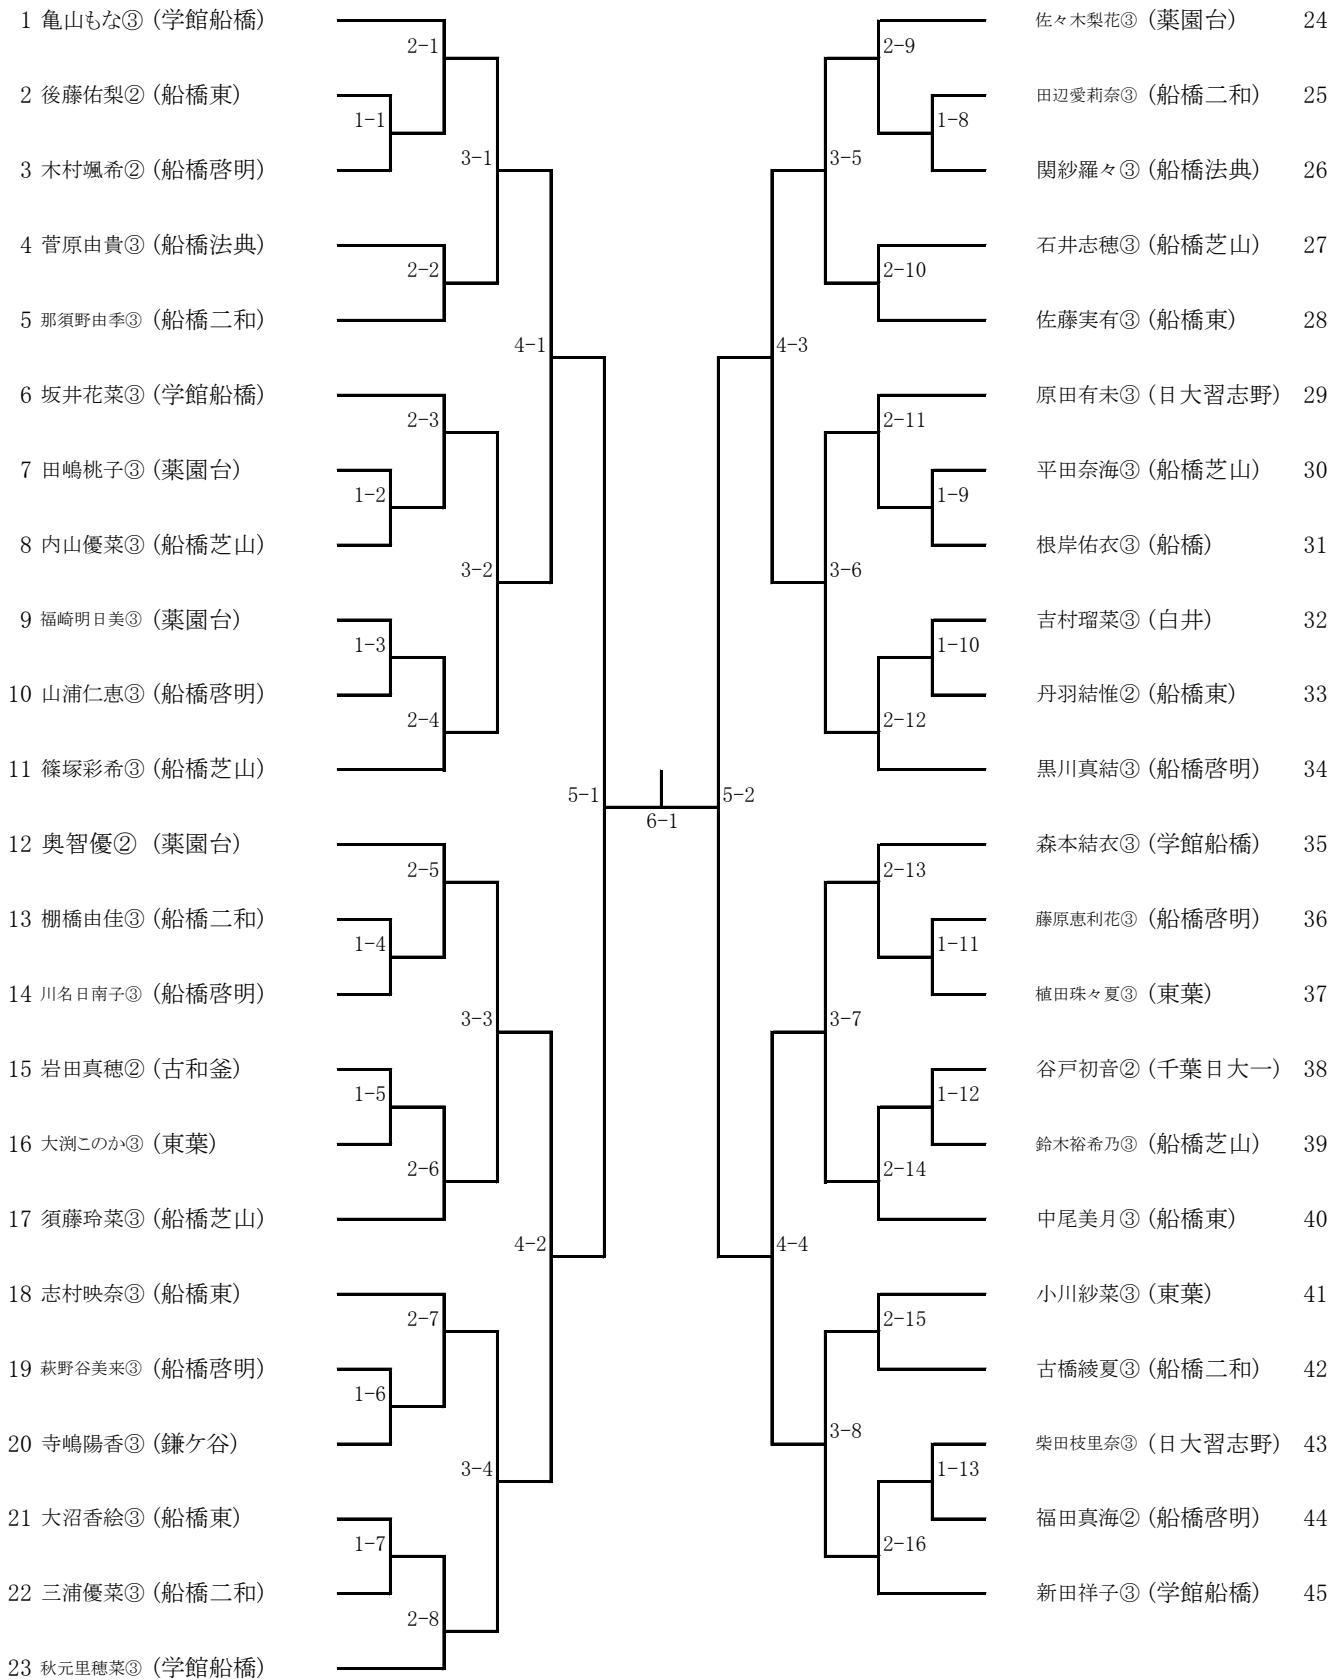 1 亀山もな③ (学館船橋)
2 後藤佑梨② (船橋東)
3 木村颯希② (船橋啓明)
4 菅原由貴③ (船橋法典)
5 那須野由季③ (船橋二和)
6 坂井花菜③ (学館船橋)
7 田嶋桃子③ (薬園台)
8 内山優菜③ (船橋芝山)
9 福崎明日美③ (薬園台)
10 山浦仁恵③ (船橋啓明)
11 篠塚彩希③ (船橋芝山)
12 奥智優② (薬園台)
13 棚橋由佳③ (船橋二和)
14 川名日南子③ (船橋啓明)
15 岩田真穂② (古和釜)
16 大渕このか③ (東葉)
17 須藤玲菜③ (船橋芝山)
18 志村映奈③ (船橋東)
19 萩野谷美来③ (船橋啓明)
20 寺嶋陽香③ (鎌ケ谷)
21 大沼香絵③ (船橋東)
22 三浦優菜③ (船橋二和)
23 秋元里穂菜③ (学館船橋)
2-1
1-1
3-1
2-2
4-1
2-3
1-2
3-2
1-3
2-4
5-1
2-5
1-4
3-3
1-5
2-6
4-2
2-7
1-6
3-4
1-7
2-8
6-1
2-9
1-8
3-5
2-10
4-3
2-11
1-9
3-6
1-10
2-12
5-2
2-13
1-11
3-7
1-12
2-14
4-4
2-15
3-8
1-13
2-16
佐々木梨花③ (薬園台) 24
田辺愛莉奈③ (船橋二和) 25
関紗羅々③ (船橋法典) 26
石井志穂③ (船橋芝山) 27
佐藤実有③ (船橋東) 28
原田有未③ (日大習志野) 29
平田奈海③ (船橋芝山) 30
根岸佑衣③ (船橋) 31
吉村瑠菜③ (白井) 32
丹羽結惟② (船橋東) 33
黒川真結③ (船橋啓明) 34
森本結衣③ (学館船橋) 35
藤原恵利花③ (船橋啓明) 36
植田珠々夏③ (東葉) 37
谷戸初音② (千葉日大一) 38
鈴木裕希乃③ (船橋芝山) 39
中尾美月③ (船橋東) 40
小川紗菜③ (東葉) 41
古橋綾夏③ (船橋二和) 42
柴田枝里奈③ (日大習志野) 43
福田真海② (船橋啓明) 44
新田祥子③ (学館船橋) 45